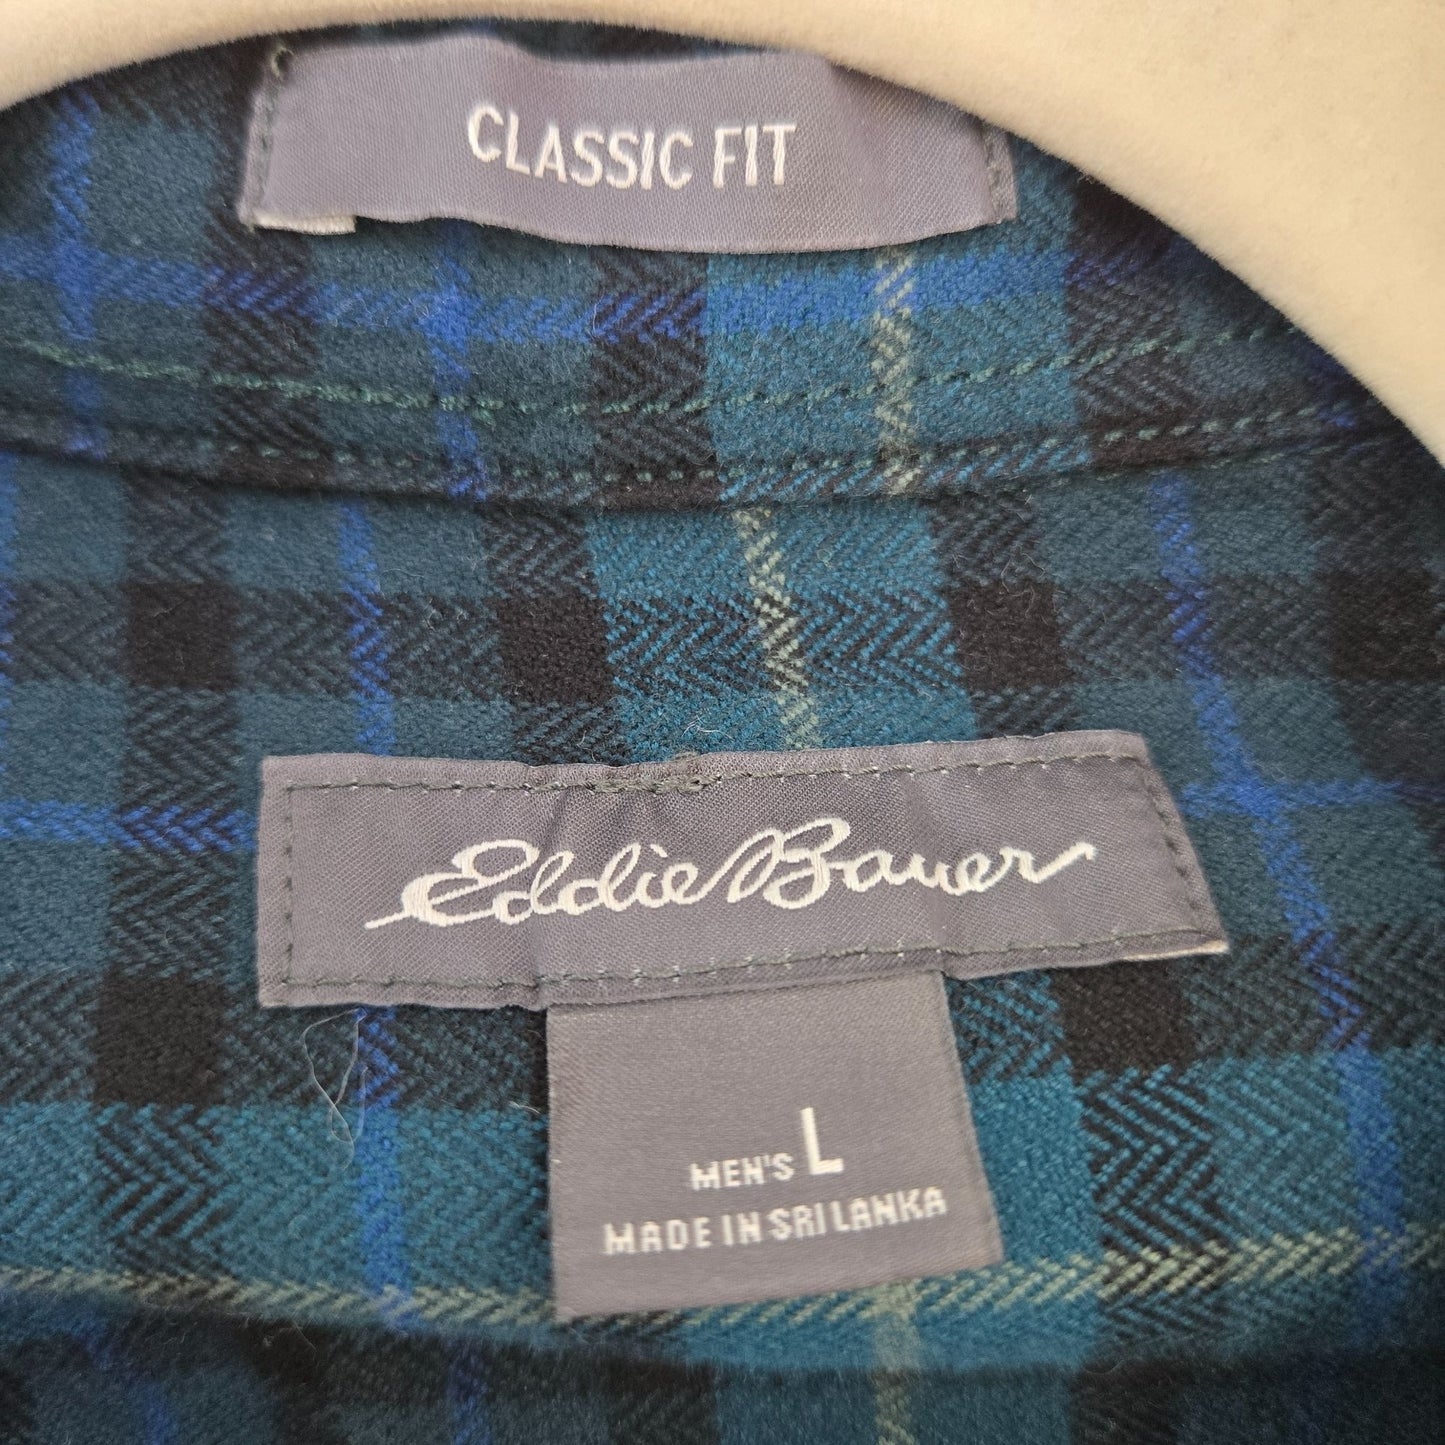 CLASSIC FIT
Eddie Bauer
MEN'S L
MADE IN SRI LANKA